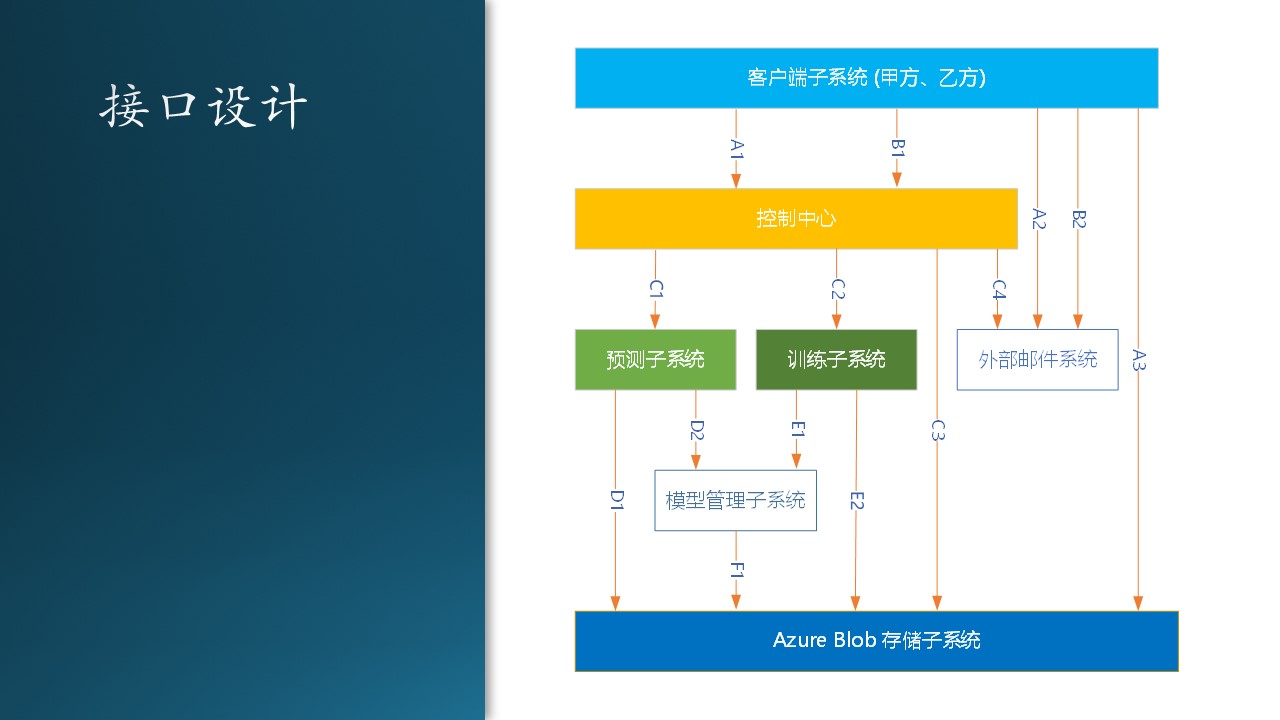 接口设计
客户端子系统 (甲方、乙方)
A1
B1
控制中心
A2
B2
C1
C2
C4
预测子系统
训练子系统
外部邮件系统
A3
D2
E1
C3
模型管理子系统
D1
E2
F1
Azure Blob 存储子系统